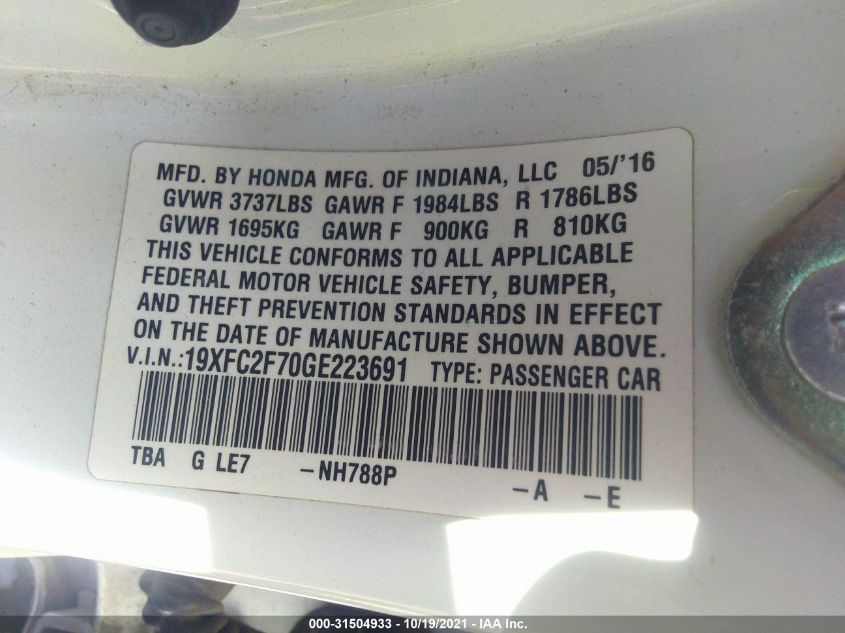 MFD. BY HONDA MFG. OF INDIANA, LLC 05/'16
GVWR 3737LBS GAWR F 1984LBS R 1786LBS
GVWR 1695KG GAWR F 900KG R 810KG
THIS VEHICLE CONFORMS TO ALL APPLICABLE
FEDERAL MOTOR VEHICLE SAFETY, BUMPER,
AND THEFT PREVENTION STANDARDS IN EFFECT
ON THE DATE OF MANUFACTURE SHOWN ABOVE.
V.I.N.:19XFC2F70GE223691 TYPE: PASSENGER CAR
TBA G LE7 -NH788P -A -E
000-31504933 - 10/19/2021 - IAA Inc.